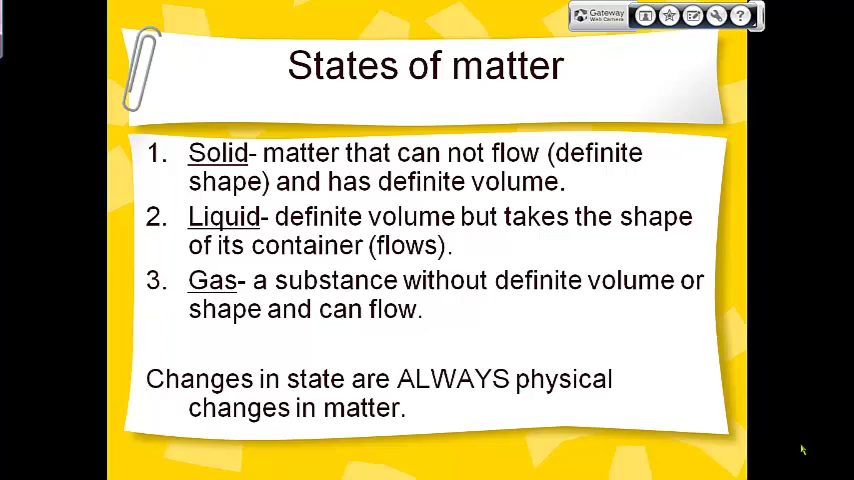 Gateway
Web Camera
?
States of matter
1. Solid- matter that can not flow (definite
shape) and has definite volume.
2. Liquid- definite volume but takes the shape
of its container (flows).
3. Gas- a substance without definite volume or
shape and can flow.
Changes in state are ALWAYS physical
changes in matter.